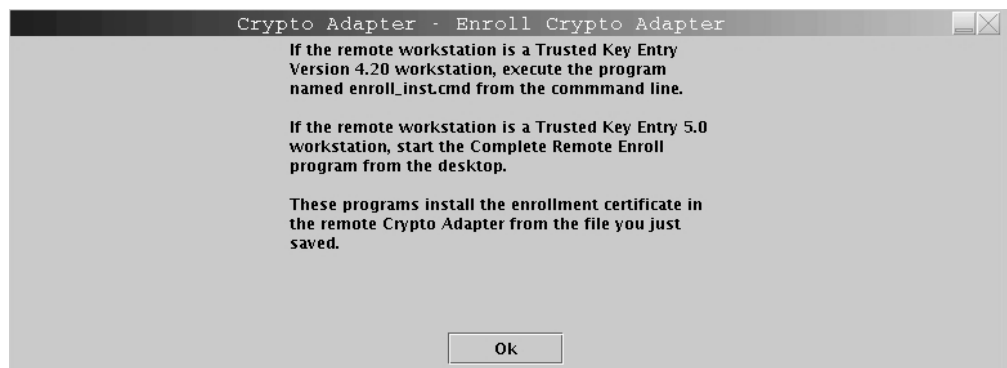 Crypto Adapter - Enroll Crypto Adapter
If the remote workstation is a Trusted Key Entry
Version 4.20 workstation, execute the program
named enroll_inst.cmd from the commmand line.
If the remote workstation is a Trusted Key Entry 5.0
workstation, start the Complete Remote Enroll
program from the desktop.
These programs install the enrollment certificate in
the remote Crypto Adapter from the file you just
saved.
Ok